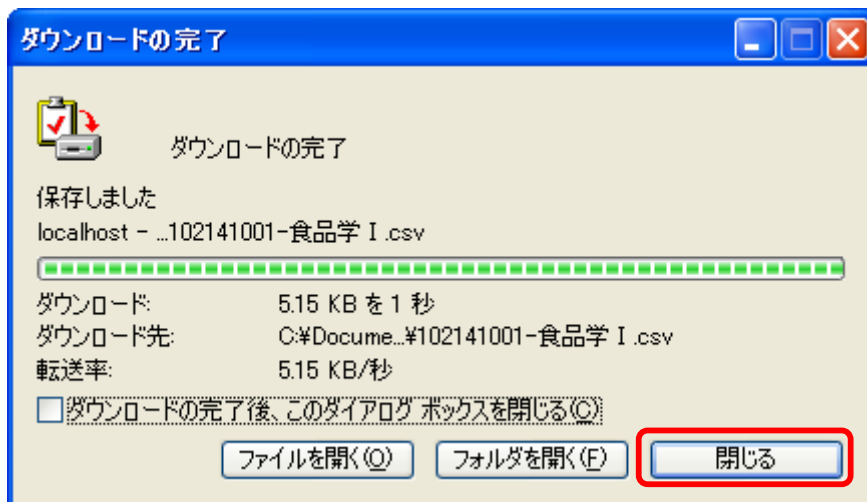 ダウンロードの完了
ダウンロードの完了
保存しました
localhost - ...102141001-食品学Ⅰ.csv
ダウンロード: 5.15 KB を 1 秒
ダウンロード先: C:¥Docume...¥102141001-食品学Ⅰ.csv
転送率: 5.15 KB/秒
ダウンロードの完了後、このダイアログ ボックスを閉じる(C)
ファイルを開く(O) フォルダを開く(F) 閉じる